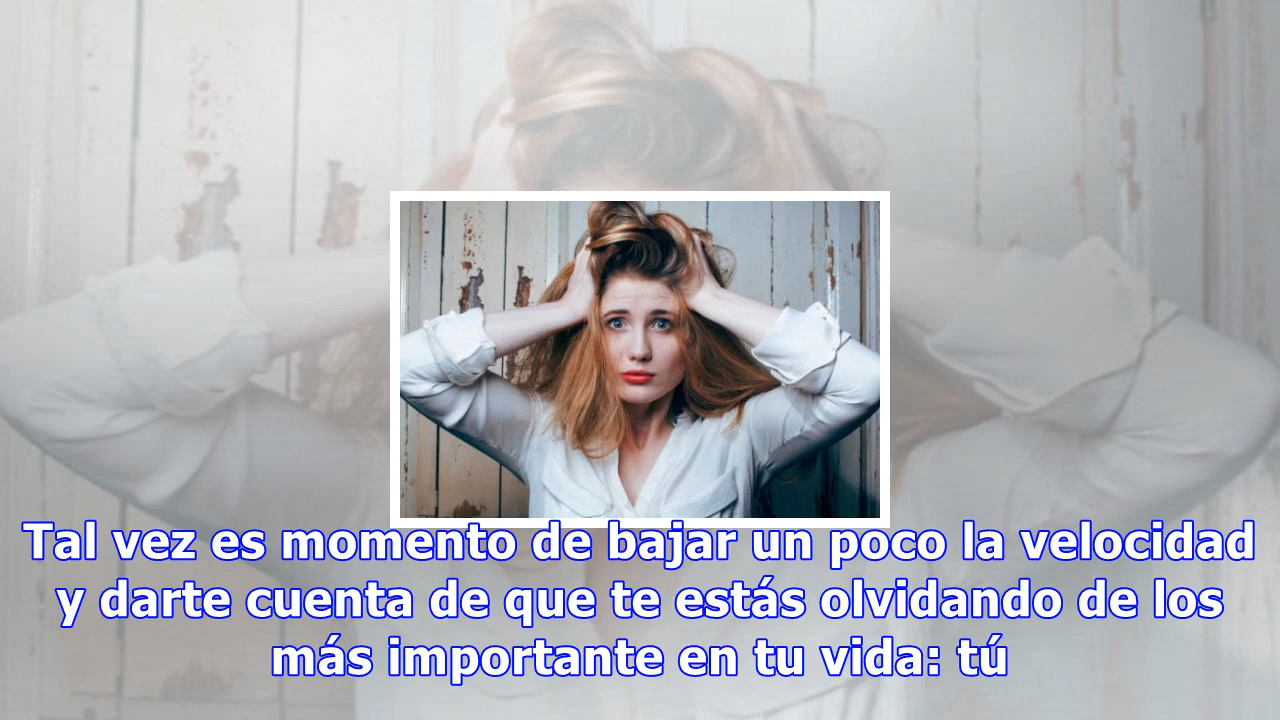 Tal vez es momento de bajar un poco la velocidad
y darte cuenta de que te estás olvidando de los
más importante en tu vida: tú